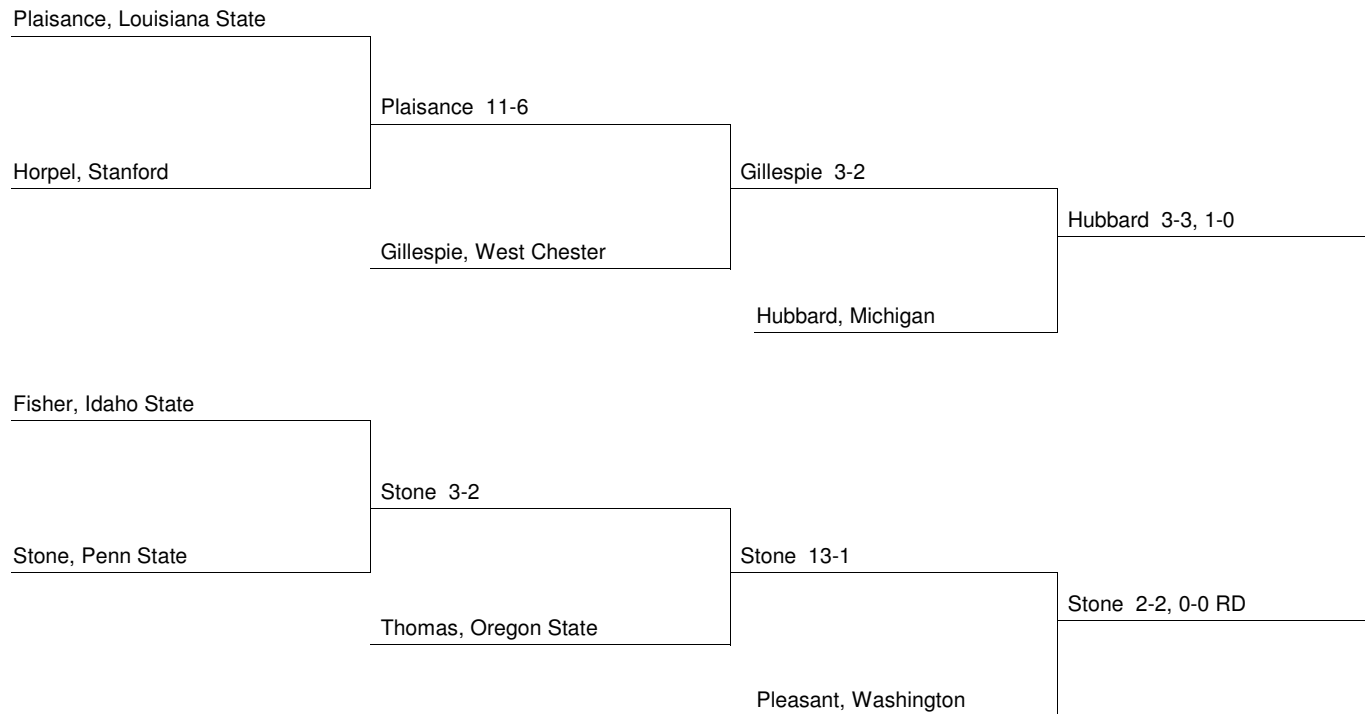 Plaisance, Louisiana State
Plaisance 11-6
Horpel, Stanford
Gillespie 3-2
Hubbard 3-3, 1-0
Gillespie, West Chester
Hubbard, Michigan
Fisher, Idaho State
Stone 3-2
Stone, Penn State
Stone 13-1
Stone 2-2, 0-0 RD
Thomas, Oregon State
Pleasant, Washington